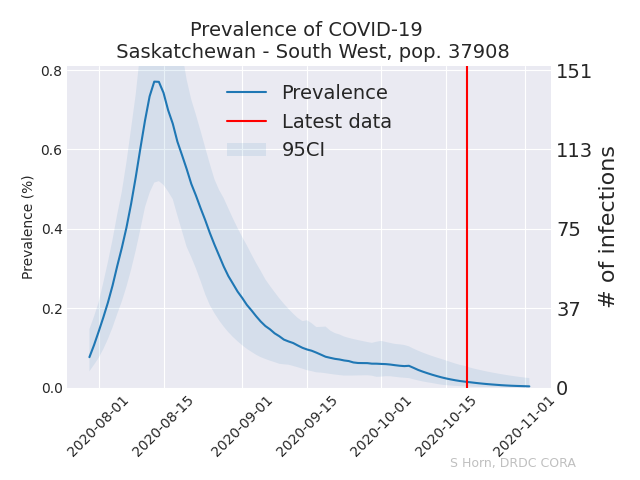 Prevalence of COVID-19
Saskatchewan - South West, pop. 37908
0.8
0.6
0.4
0.2
0.0
Prevalence (%)
Prevalence
Latest data
95CI
151
113
75
37
0
# of infections
2020-08-01
2020-08-15
2020-09-01
2020-09-15
2020-10-01
2020-10-15
2020-11-01
S Horn, DRDC CORA